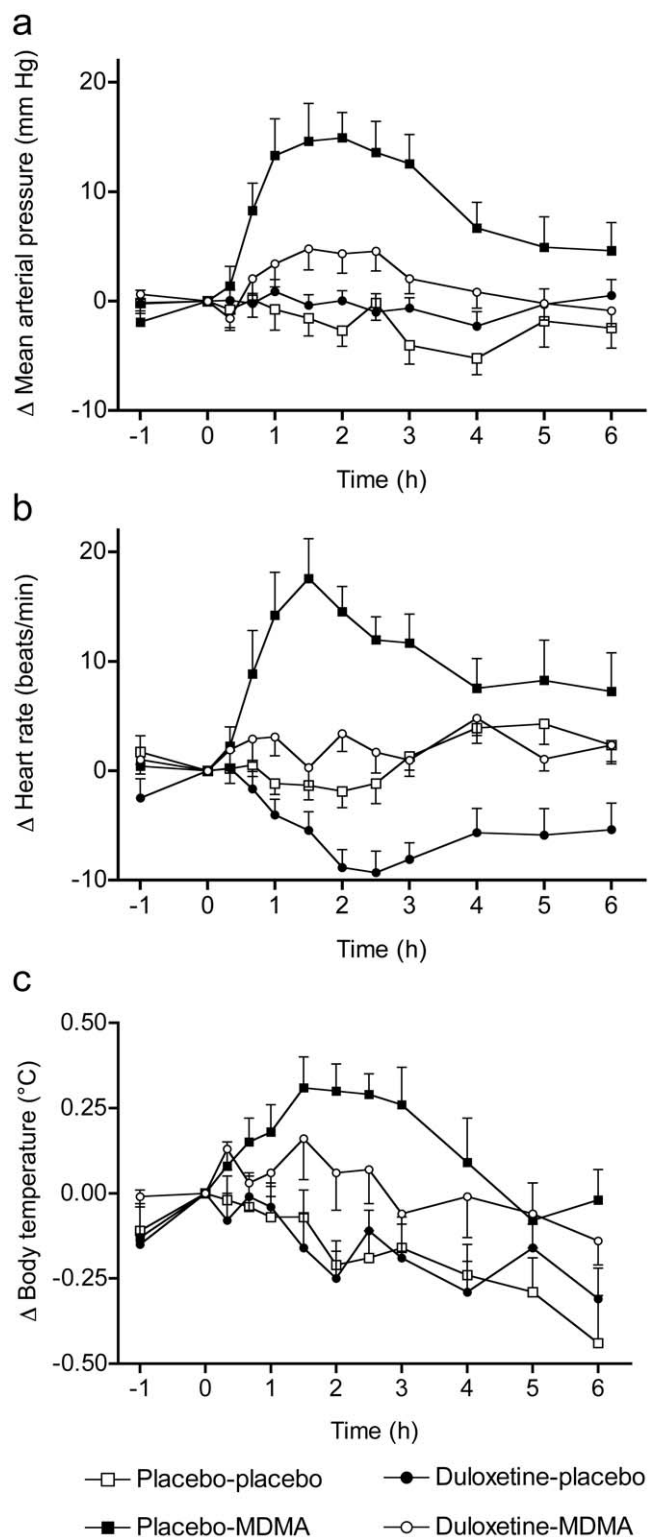 a
Δ Mean arterial pressure (mm Hg)
20
10
0
-10
-1 0 1 2 3 4 5 6
Time (h)
b
Δ Heart rate (beats/min)
20
10
0
-10
-1 0 1 2 3 4 5 6
Time (h)
c
Δ Body temperature (°C)
0.50
0.25
0.00
-0.25
-0.50
-1 0 1 2 3 4 5 6
Time (h)
Placebo-placebo Duloxetine-placebo
Placebo-MDMA Duloxetine-MDMA